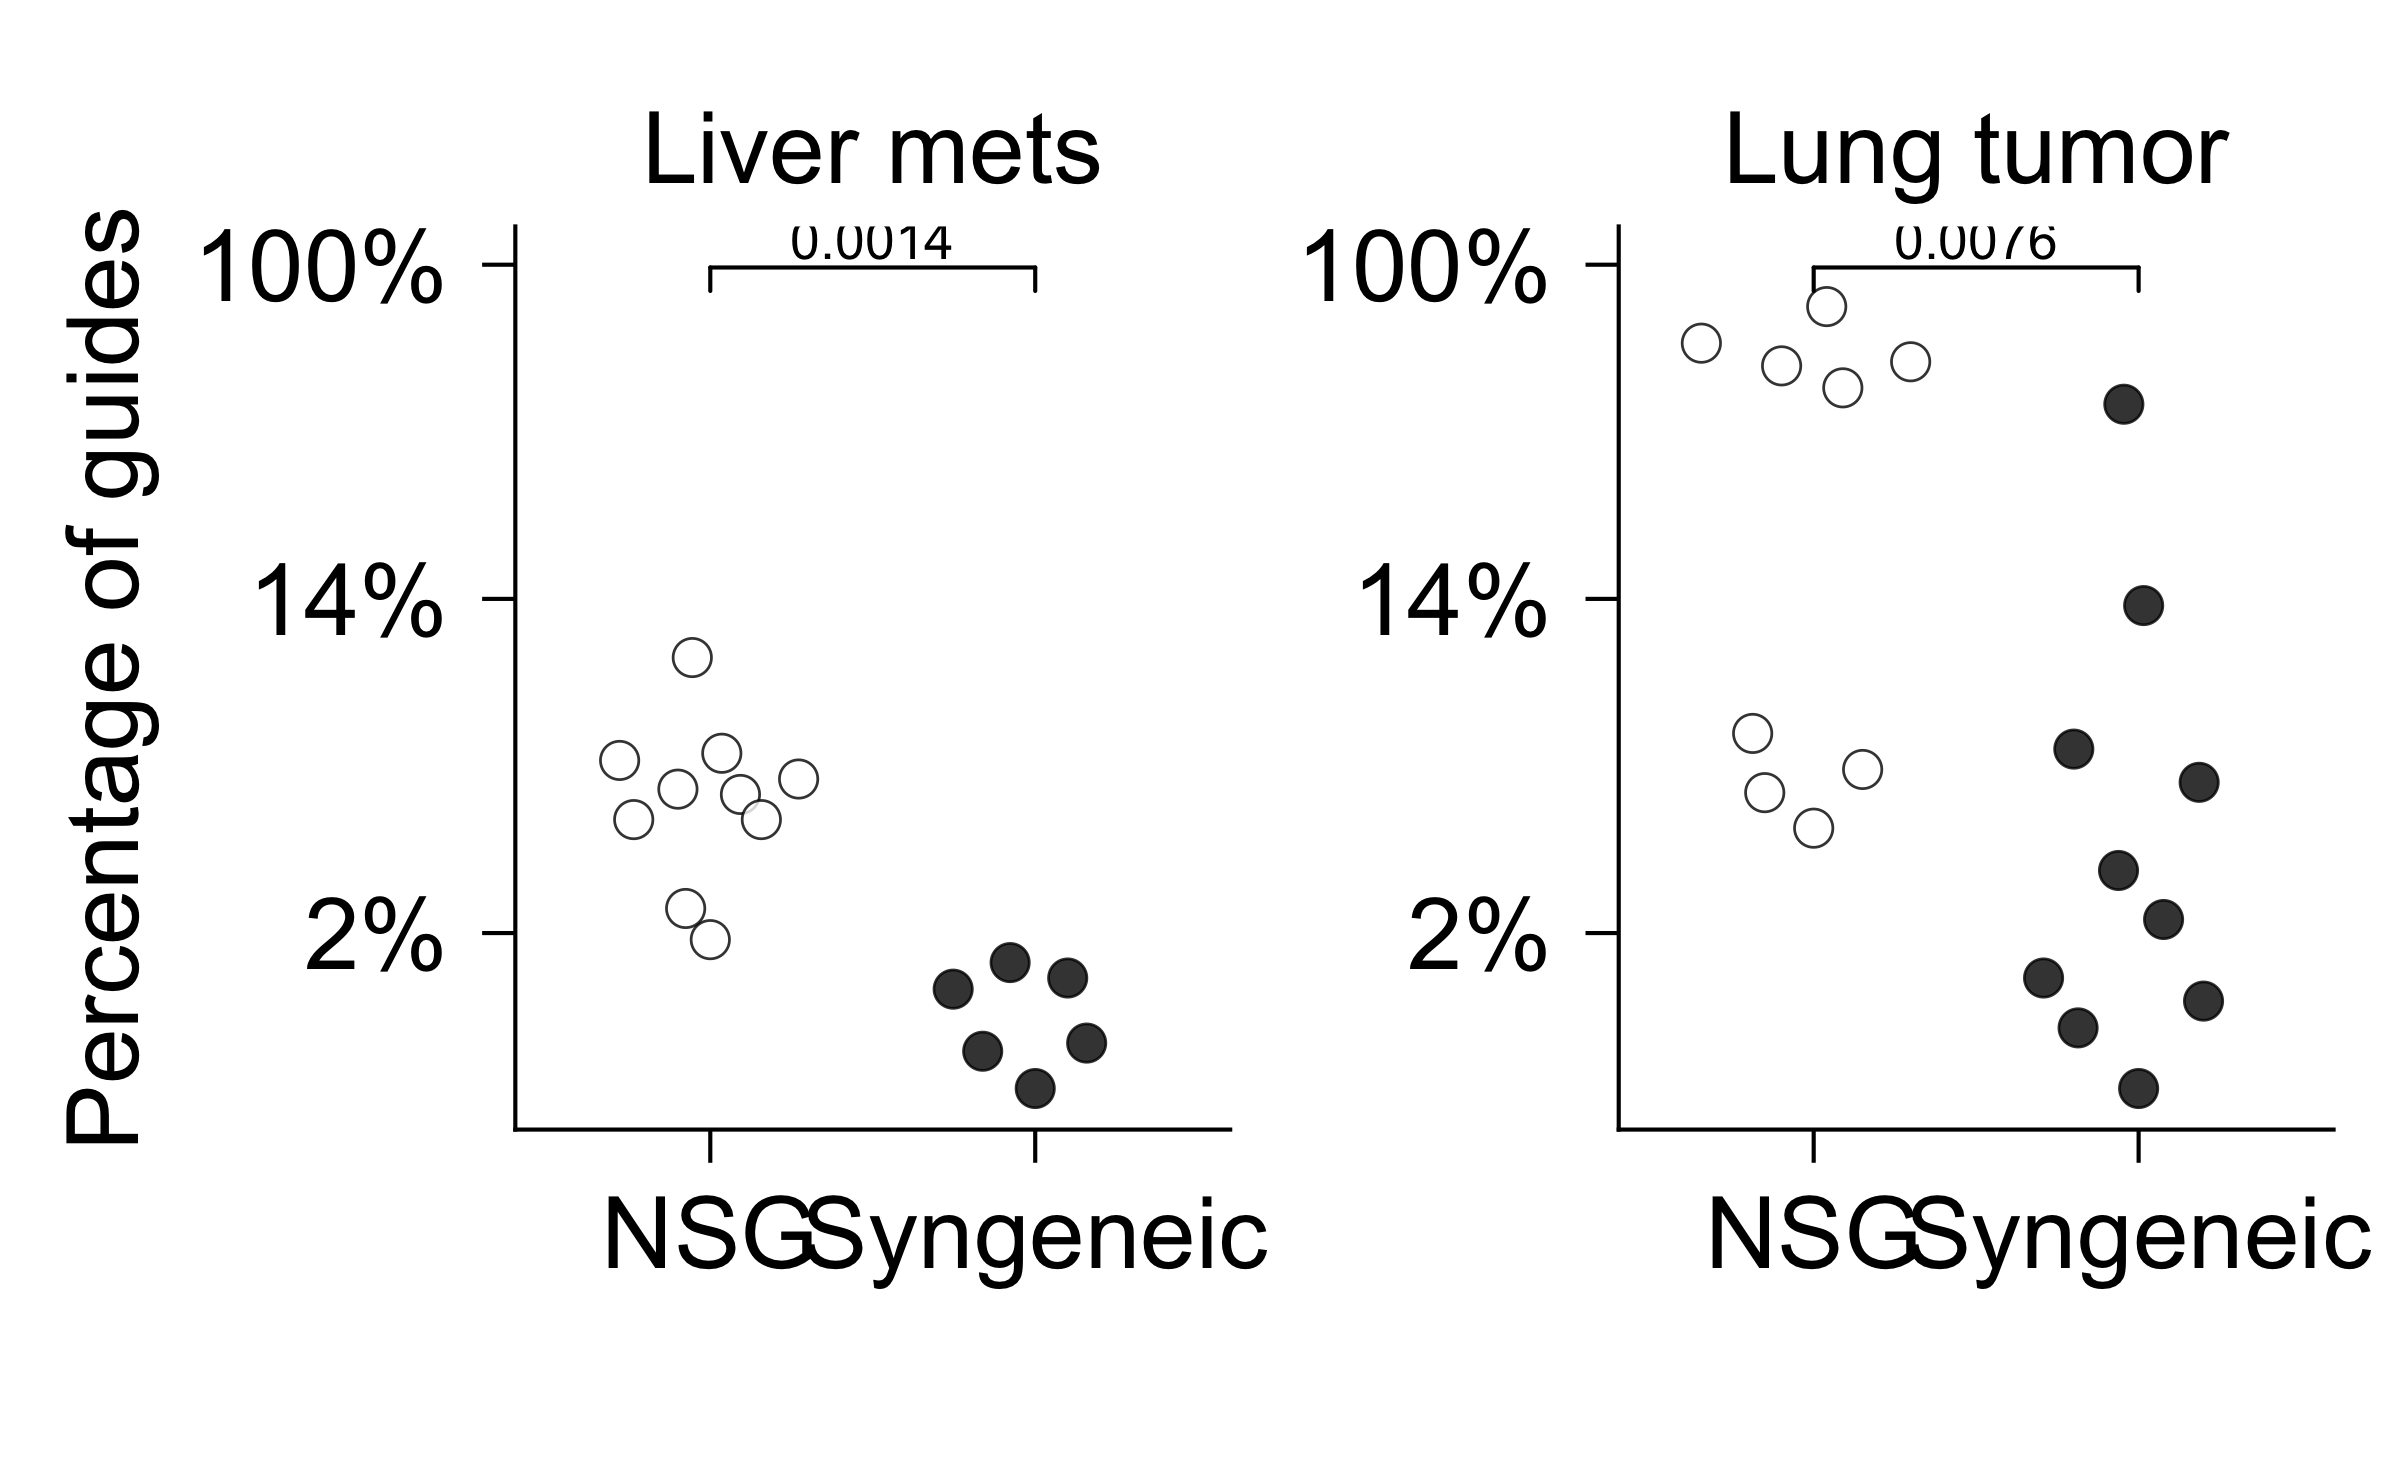 Liver mets
Lung tumor
Percentage of guides
100%
14%
2%
0.0014
NSG
Syngeneic
100%
14%
2%
0.0076
NSG
Syngeneic